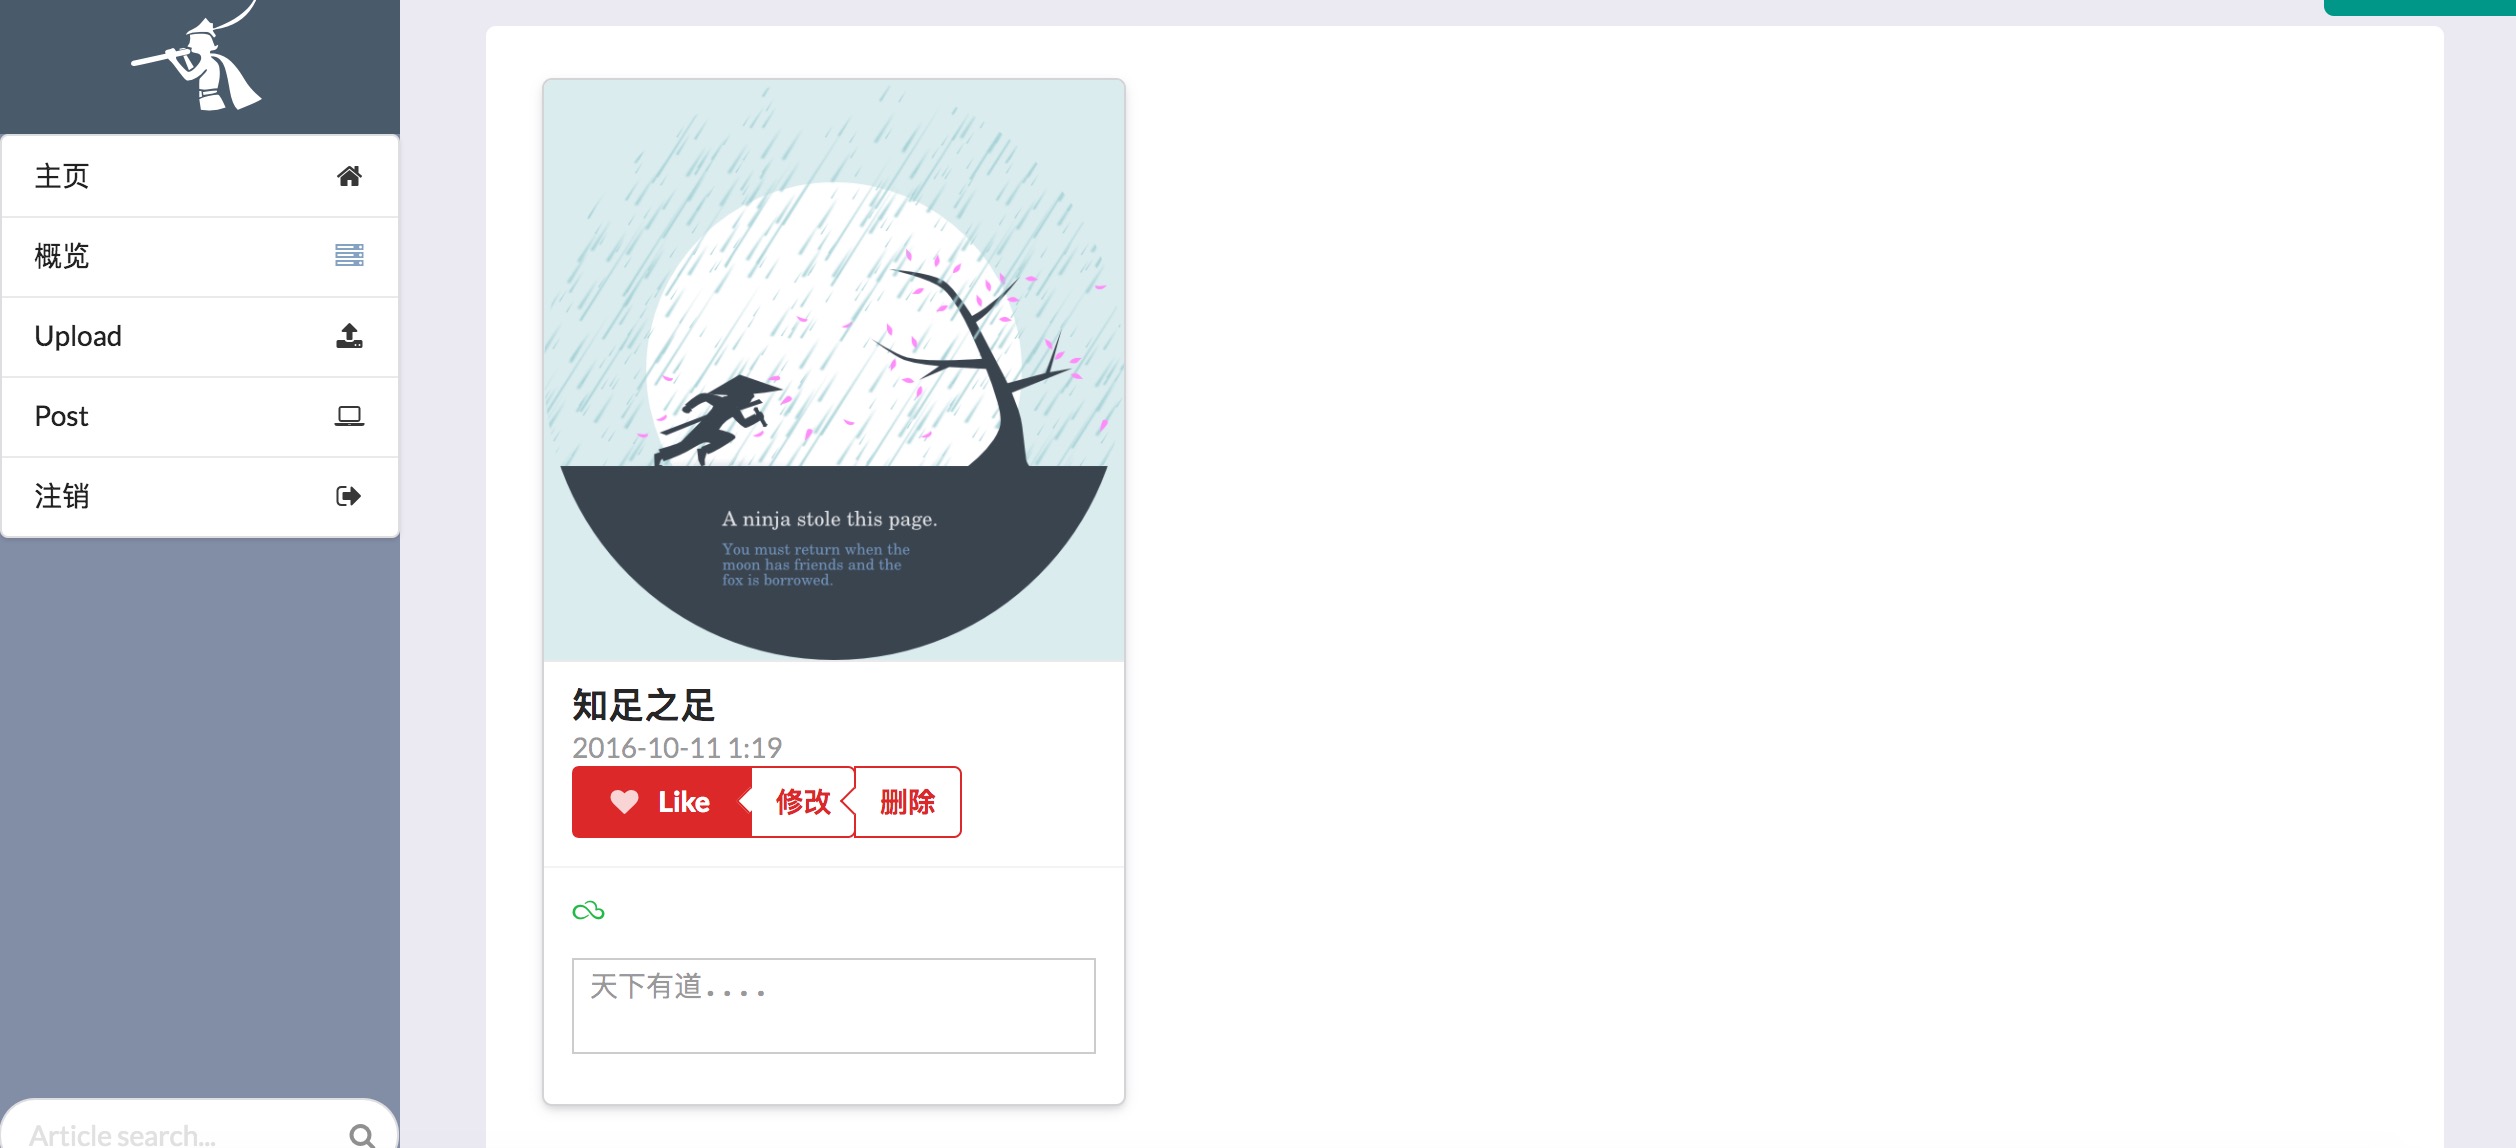 主页
概览
Upload
Post
注销
Article search...
A ninja stole this page.
You must return when the
moon has friends and the
fox is borrowed.
知足之足
2016-10-11 1:19
Like 修改 删除
天下有道....